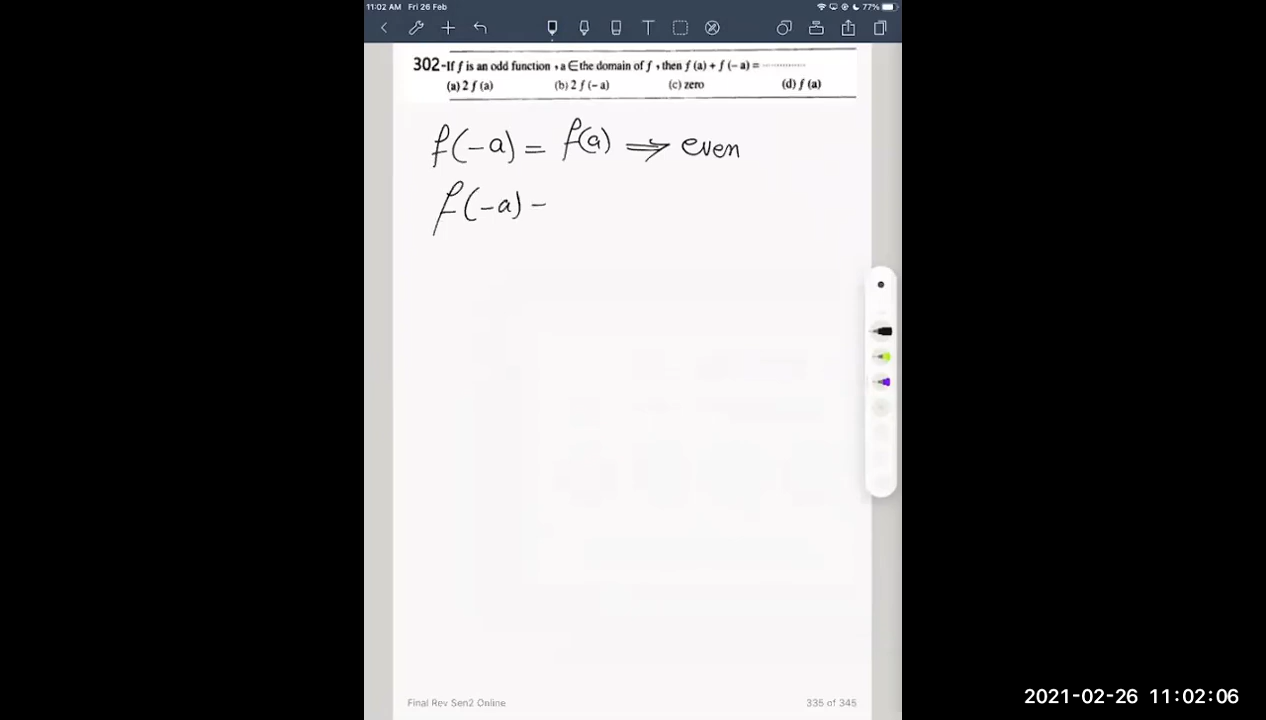 11:02 AM Fri 26 Feb
77%
302-If f is an odd function , a ∈ the domain of f , then f (a) + f (– a) = ············
(a) 2 f (a) (b) 2 f (– a) (c) zero (d) f (a)
f(-a) = f(a) ⇒ even
f(-a) -
Final Rev Sen2 Online
335 of 345
2021-02-26 11:02:06